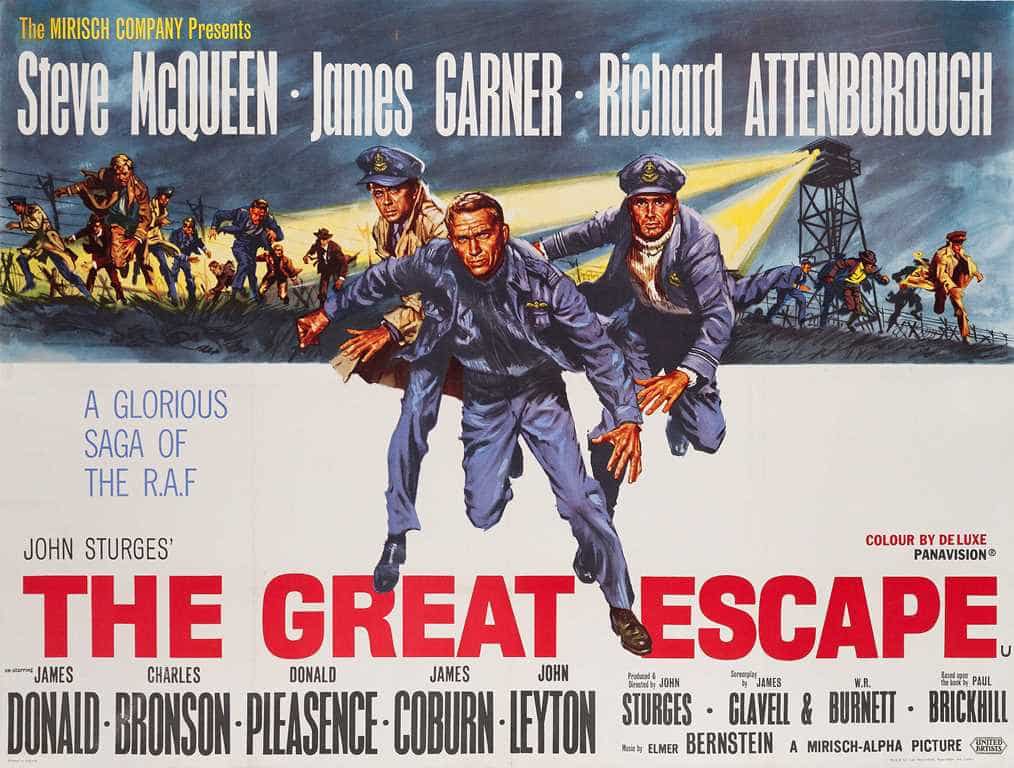 The MIRISCH COMPANY Presents
Steve McQUEEN · James GARNER · Richard ATTENBOROUGH
A GLORIOUS
SAGA OF
THE R.A.F
JOHN STURGES'
COLOUR BY DE LUXE
PANAVISION®
THE GREAT ESCAPE
U
co-starring JAMES DONALD · CHARLES BRONSON · DONALD PLEASENCE · JAMES COBURN · JOHN LEYTON
Produced & Directed by JOHN STURGES · Screenplay by JAMES CLAVELL & W.R. BURNETT · Based upon the book by PAUL BRICKHILL
Music by ELMER BERNSTEIN A MIRISCH-ALPHA PICTURE UNITED ARTISTS